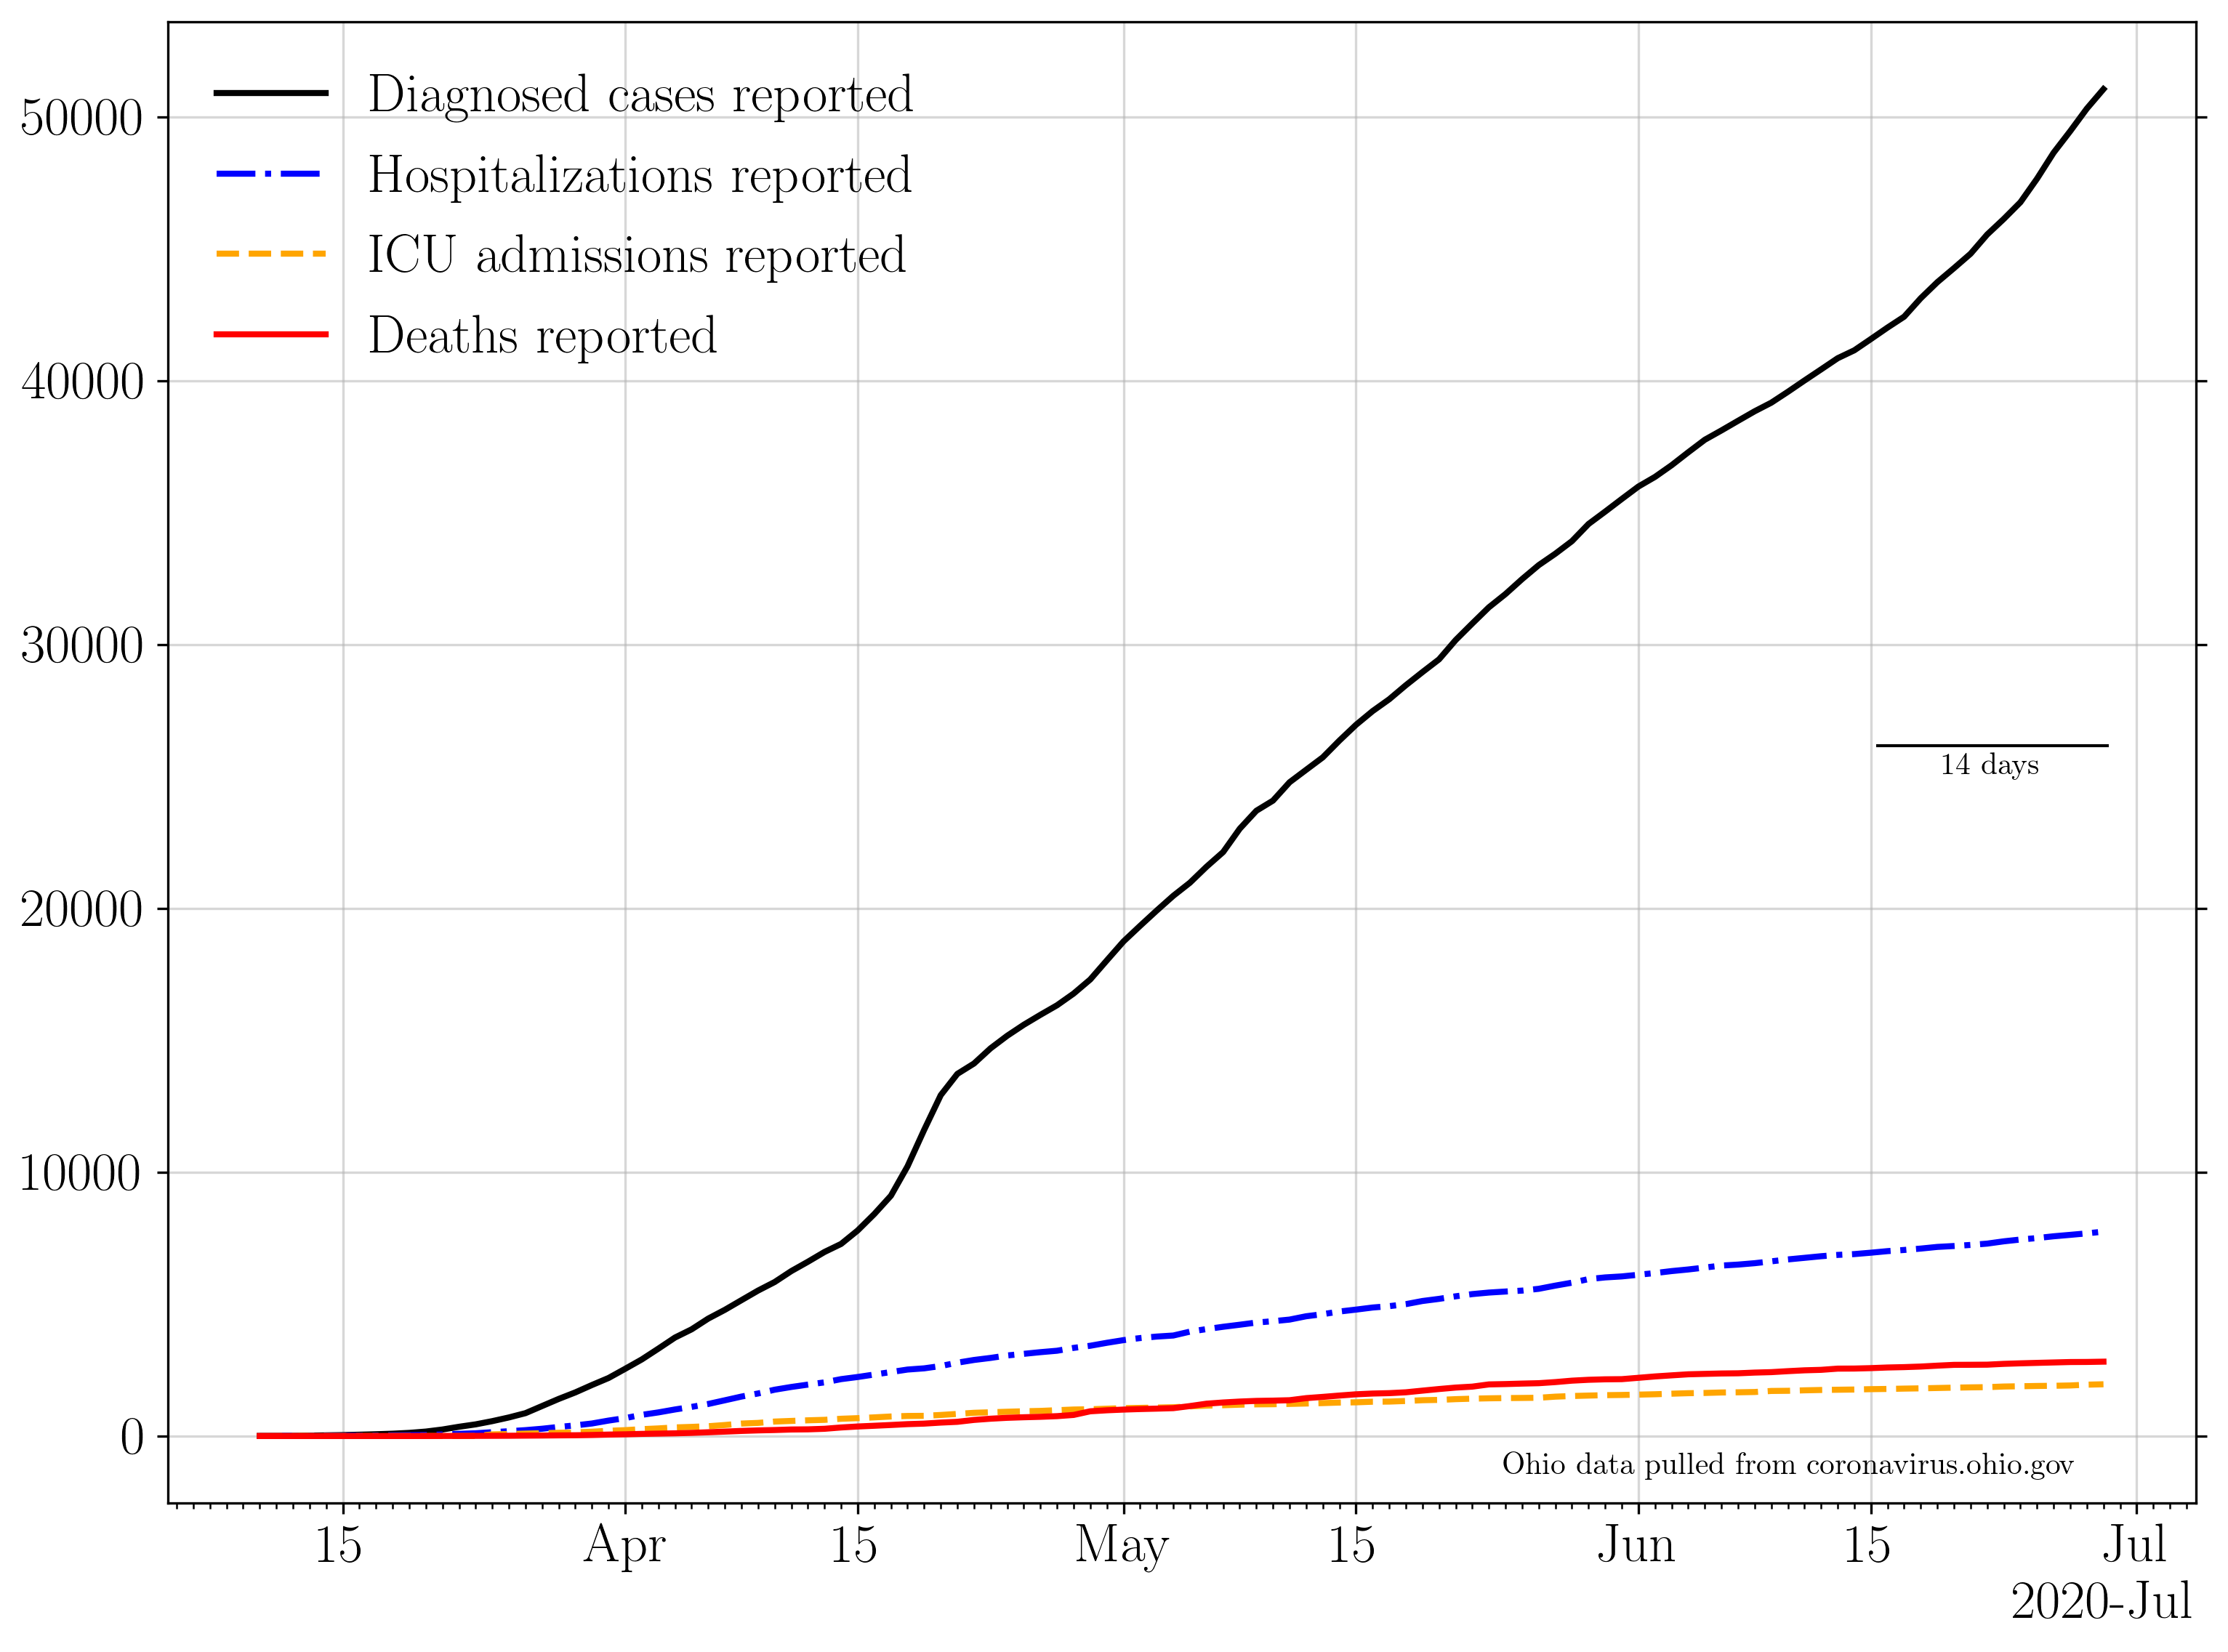 Diagnosed cases reported
Hospitalizations reported
ICU admissions reported
Deaths reported
50000
40000
30000
20000
10000
0
14 days
Ohio data pulled from coronavirus.ohio.gov
15 Apr 15 May 15 Jun 15 Jul
2020-Jul